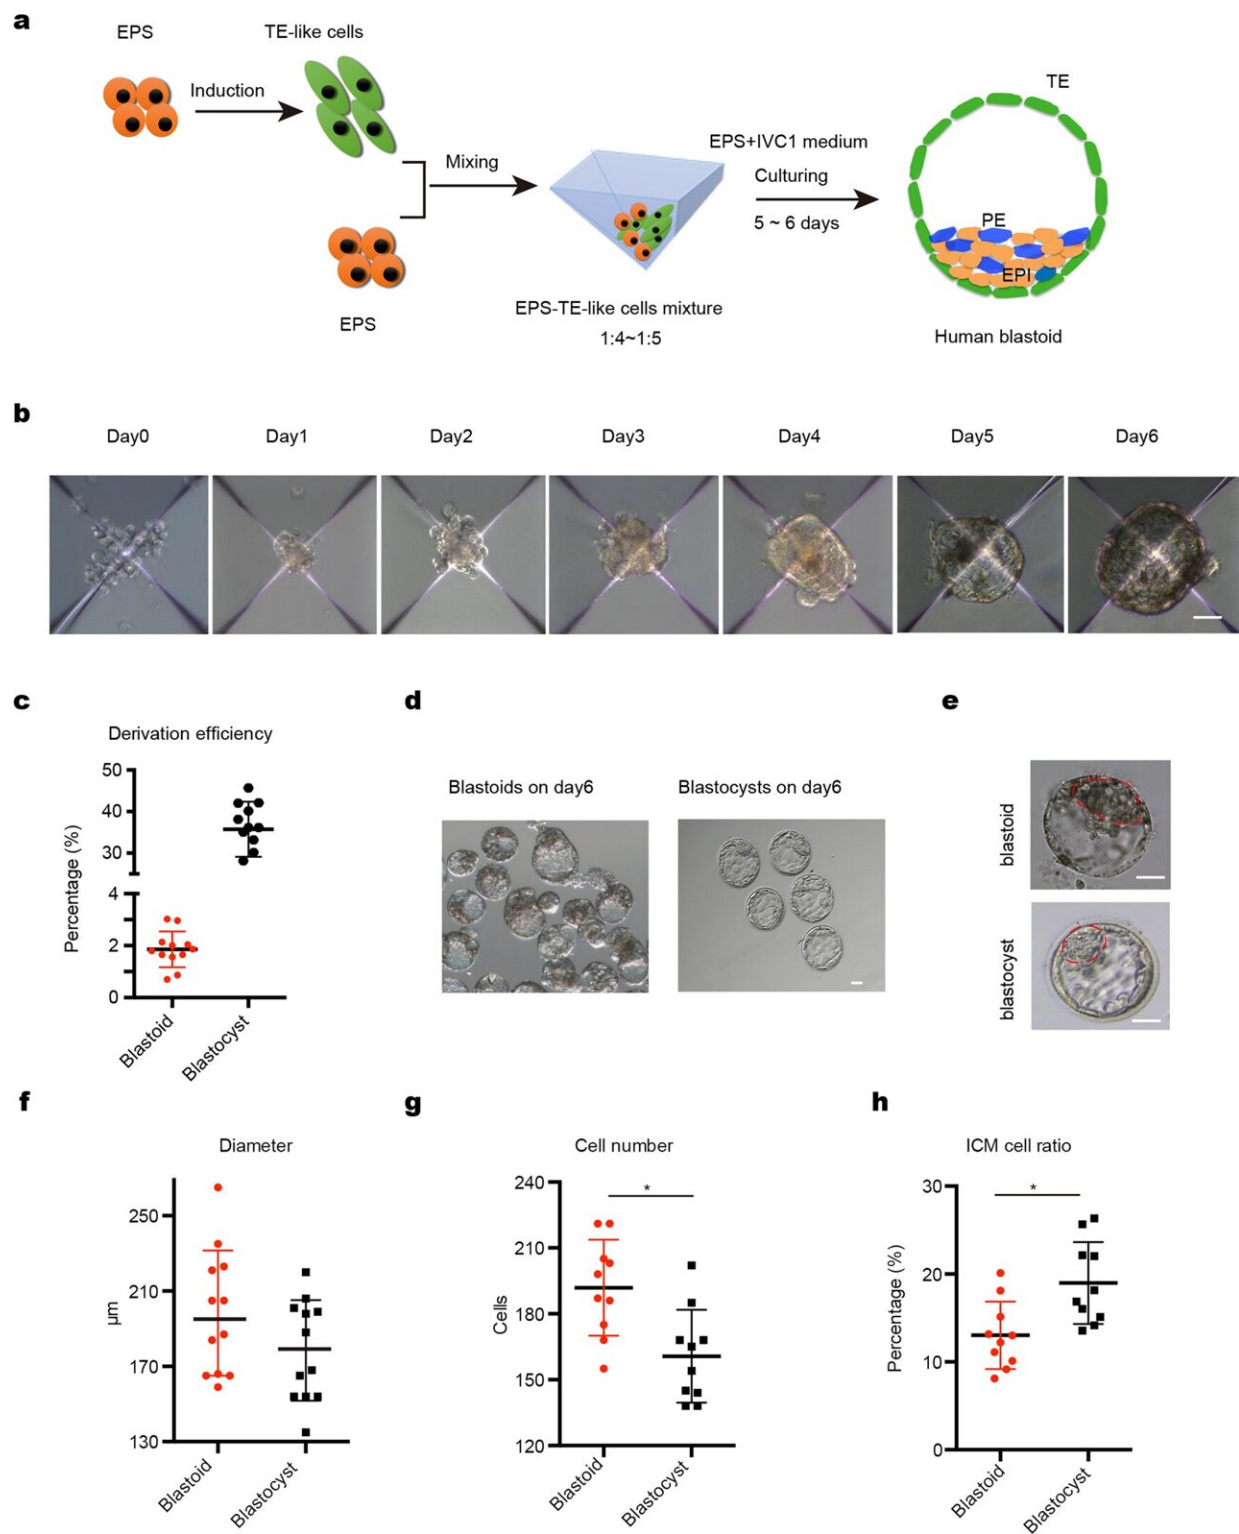 a
EPS
TE-like cells
Induction
Mixing
EPS
EPS-TE-like cells mixture
1:4~1:5
EPS+IVC1 medium
Culturing
5 ~ 6 days
TE
PE
EPI
Human blastoid
b
Day0 Day1 Day2 Day3 Day4 Day5 Day6
c
Derivation efficiency
Percentage (%)
50
40
30
4
2
0
Blastoid
Blastocyst
d
Blastoids on day6
Blastocysts on day6
e
blastoid
blastocyst
f
Diameter
µm
250
210
170
130
Blastoid
Blastocyst
g
Cell number
*
Cells
240
210
180
150
120
Blastoid
Blastocyst
h
ICM cell ratio
*
Percentage (%)
30
20
10
0
Blastoid
Blastocyst